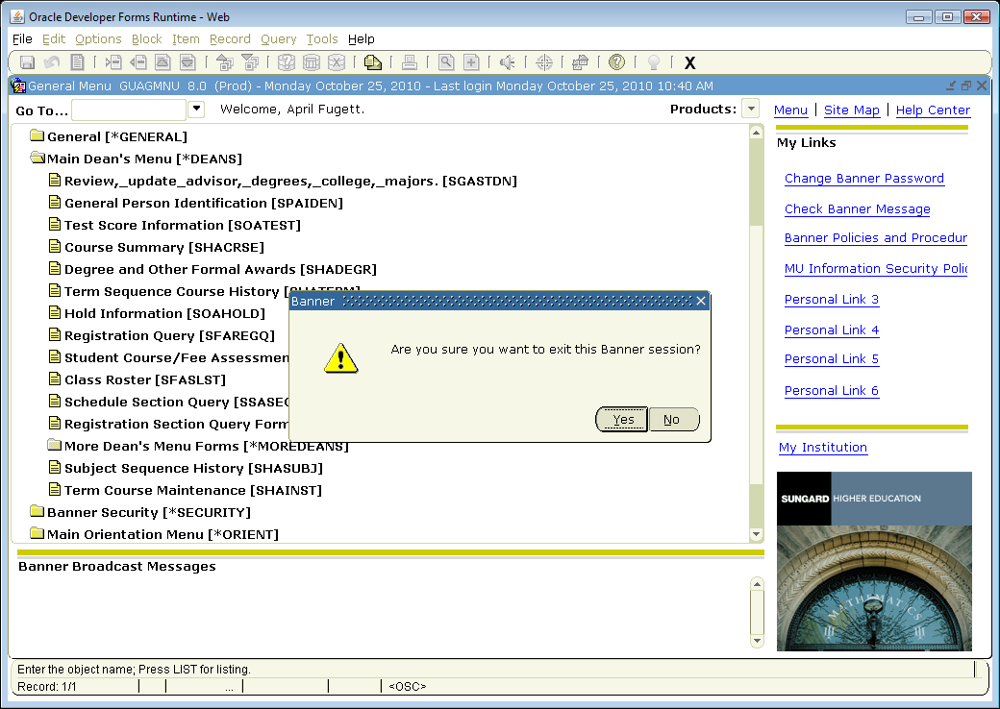 Oracle Developer Forms Runtime - Web
File Edit Options Block Item Record Query Tools Help
X
General Menu GUAGMNU 8.0 (Prod) - Monday October 25, 2010 - Last login Monday October 25, 2010 10:40 AM
Go To... Welcome, April Fugett. Products: Menu | Site Map | Help Center
General [*GENERAL]
Main Dean's Menu [*DEANS]
Review,_update_advisor,_degrees,_college,_majors. [SGASTDN]
General Person Identification [SPAIDEN]
Test Score Information [SOATEST]
Course Summary [SHACRSE]
Degree and Other Formal Awards [SHADEGR]
Term Sequence Course History [SHATERM]
Hold Information [SOAHOLD]
Registration Query [SFAREGQ]
Student Course/Fee Assessmen
Class Roster [SFASLST]
Schedule Section Query [SSASEC
Registration Section Query Form
More Dean's Menu Forms [*MOREDEANS]
Subject Sequence History [SHASUBJ]
Term Course Maintenance [SHAINST]
Banner Security [*SECURITY]
Main Orientation Menu [*ORIENT]
Banner
Are you sure you want to exit this Banner session?
Yes No
My Links
Change Banner Password
Check Banner Message
Banner Policies and Procedur
MU Information Security Polic
Personal Link 3
Personal Link 4
Personal Link 5
Personal Link 6
My Institution
SUNGARD HIGHER EDUCATION
MATHEMATICS
Banner Broadcast Messages
Enter the object name; Press LIST for listing.
Record: 1/1 ... <OSC>